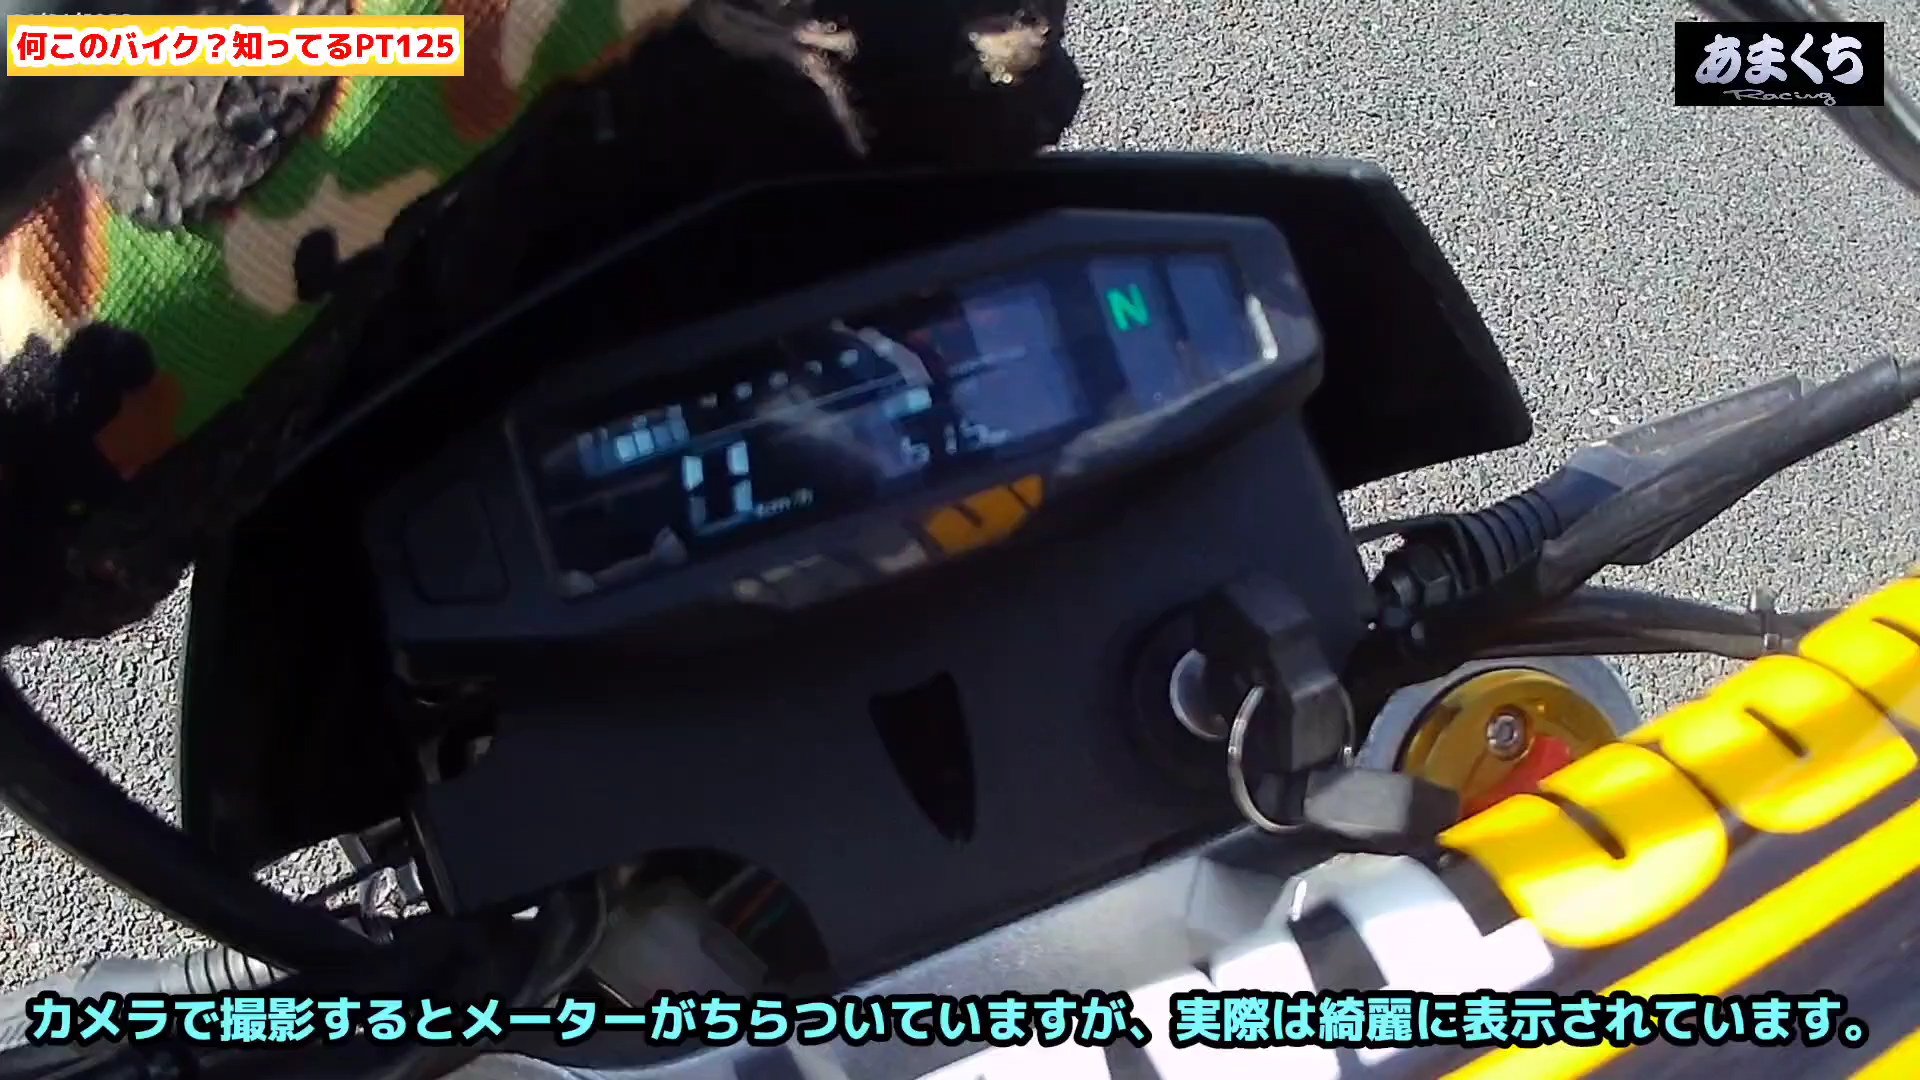 何このバイク？知ってるPT125
あまくち
Racing
N
0
km/h
カメラで撮影するとメーターがちらついていますが、実際は綺麗に表示されています。